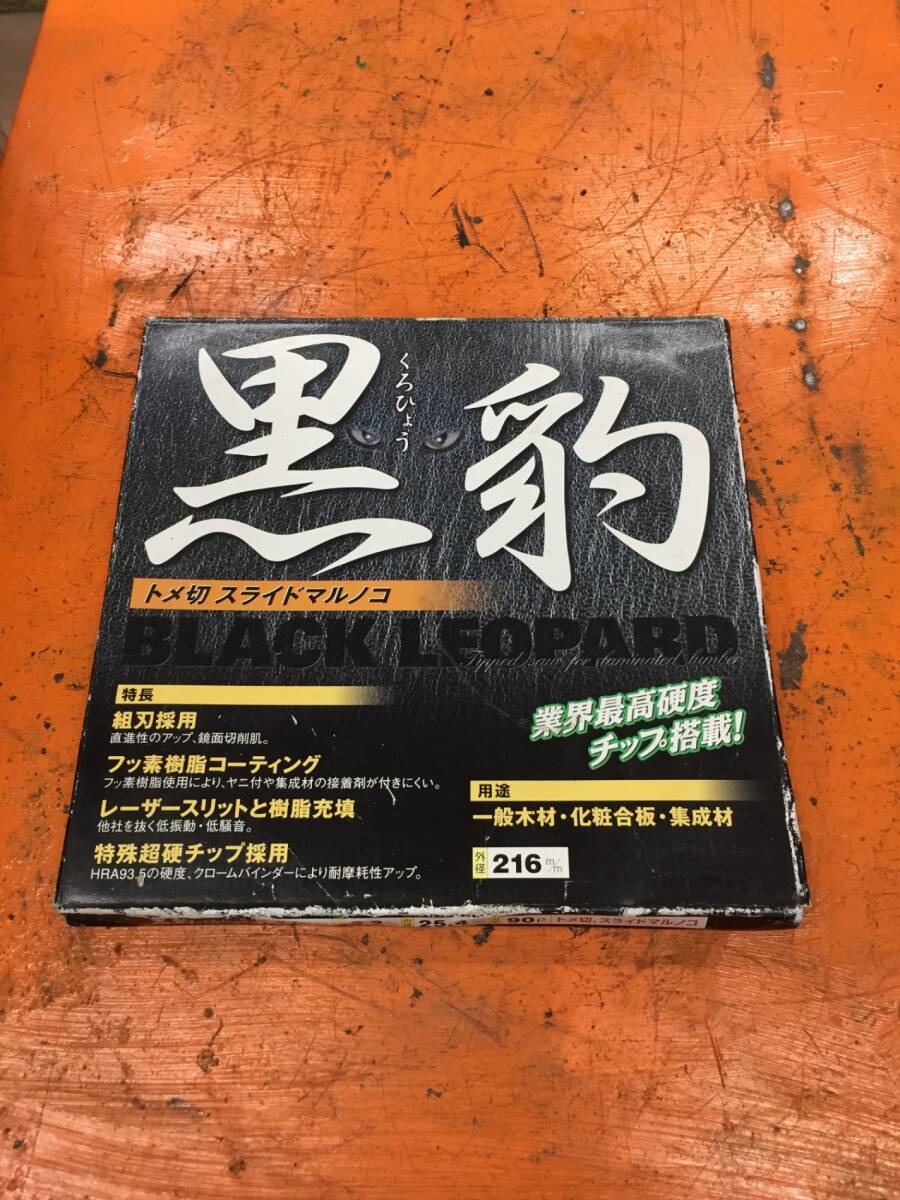 黒豹
くろひょう
トメ切 スライドマルノコ
BLACK LEOPARD
Tipped Saw for laminated lumber
特長
組刃採用
直進性のアップ、鏡面切削肌。
フッ素樹脂コーティング
フッ素樹脂使用により、ヤニ付や集成材の接着剤が付きにくい。
レーザースリットと樹脂充填
他社を抜く低振動・低騒音。
特殊超硬チップ採用
HRA93.5の硬度、クロームバインダーにより耐摩耗性アップ。
業界最高硬度
チップ搭載!
用途
一般木材・化粧合板・集成材
外径 216 m/m
25.4 90P トメ切、スライドマルノコ